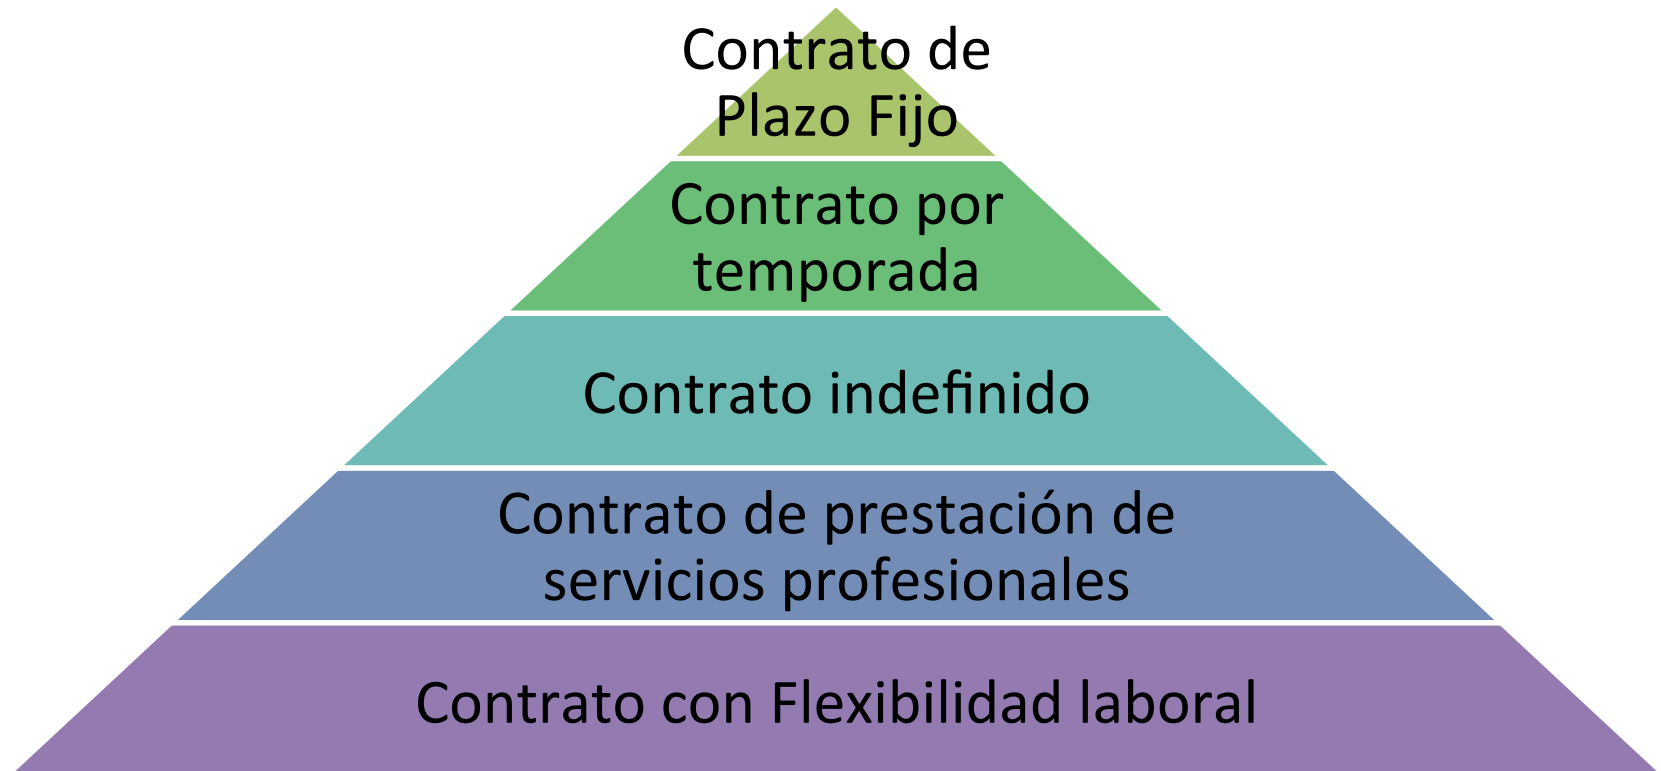 Contrato de
Plazo Fijo
Contrato por
temporada
Contrato indefinido
Contrato de prestación de
servicios profesionales
Contrato con Flexibilidad laboral